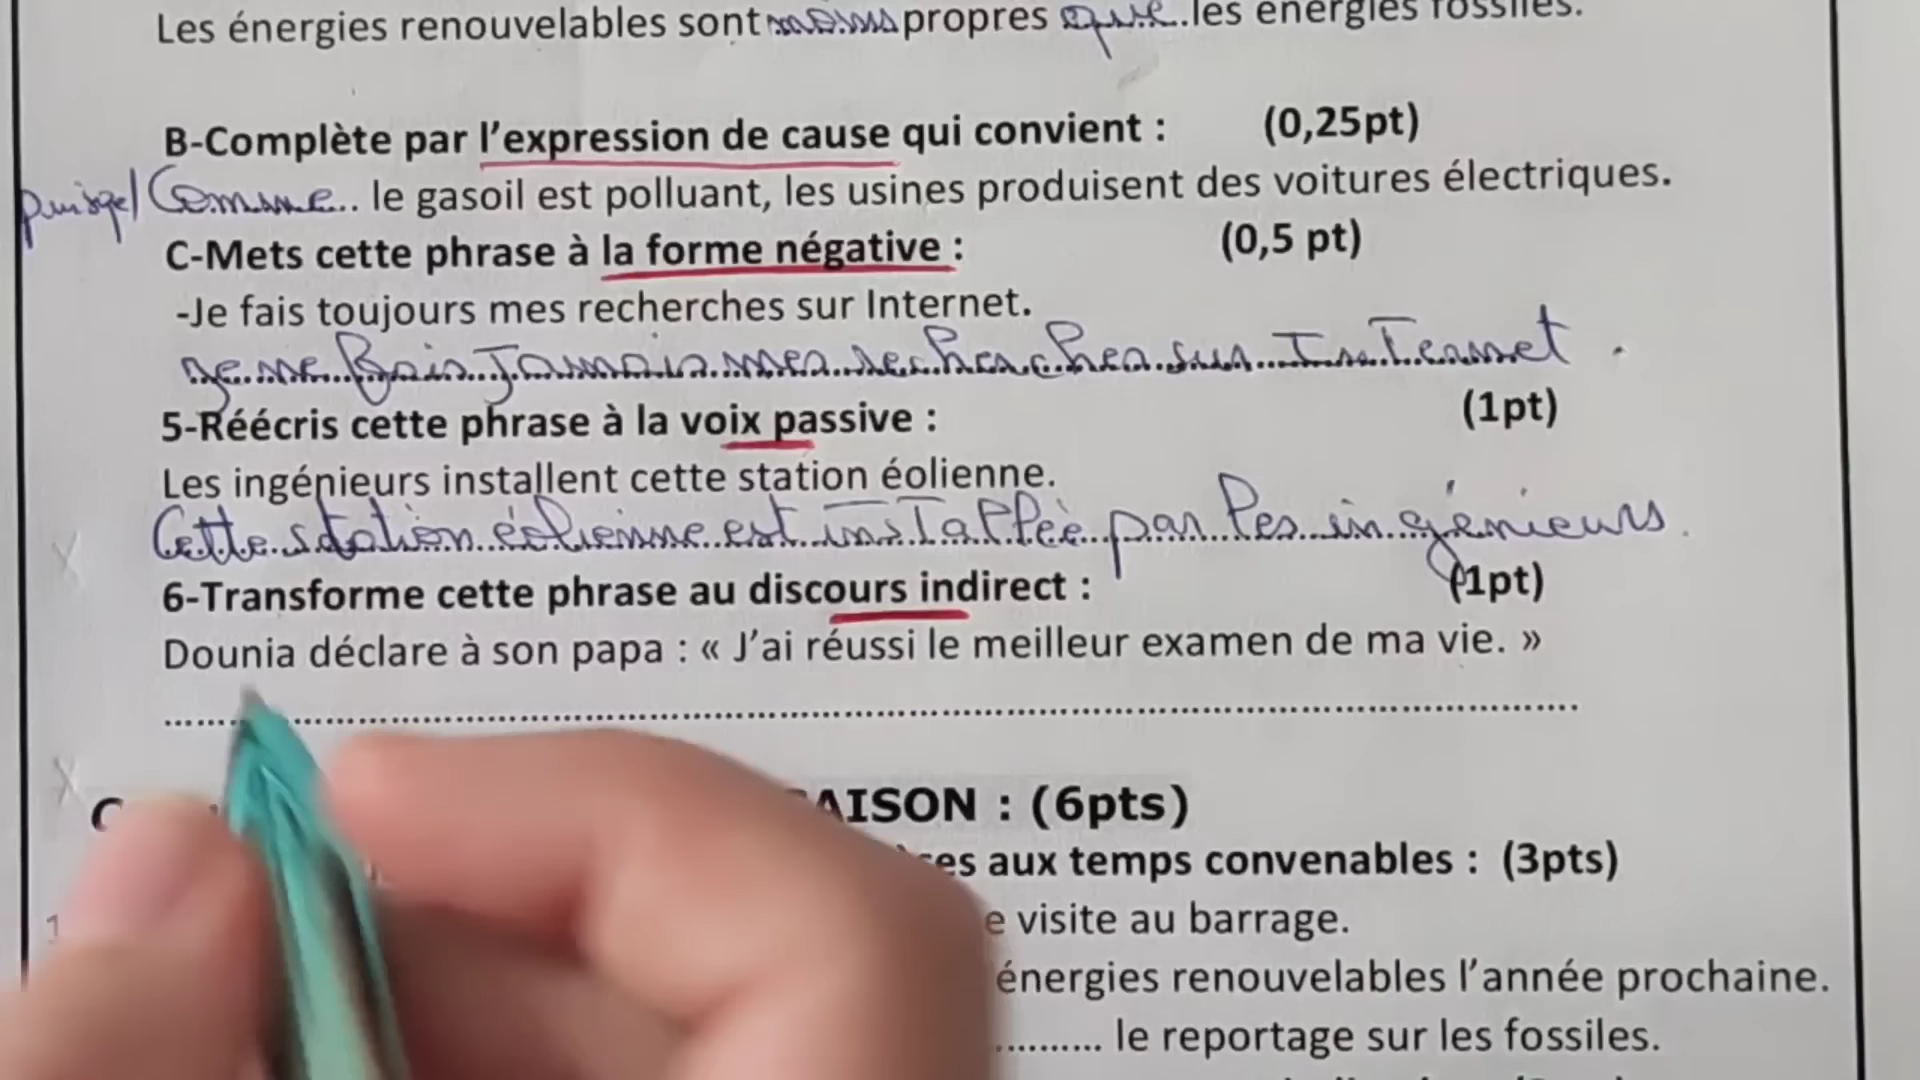 Les énergies renouvelables sont moins propres que les énergies fossiles.
B-Complète par l'expression de cause qui convient : (0,25pt)
puisque/ Comme... le gasoil est polluant, les usines produisent des voitures électriques.
C-Mets cette phrase à la forme négative : (0,5 pt)
-Je fais toujours mes recherches sur Internet.
Je ne fais jamais mes recherches sur Internet.
5-Réécris cette phrase à la voix passive : (1pt)
Les ingénieurs installent cette station éolienne.
Cette station éolienne est installée par les ingénieurs.
6-Transforme cette phrase au discours indirect : (1pt)
Dounia déclare à son papa : « J'ai réussi le meilleur examen de ma vie. »
AISON : (6pts)
es aux temps convenables : (3pts)
e visite au barrage.
énergies renouvelables l'année prochaine.
.......... le reportage sur les fossiles.